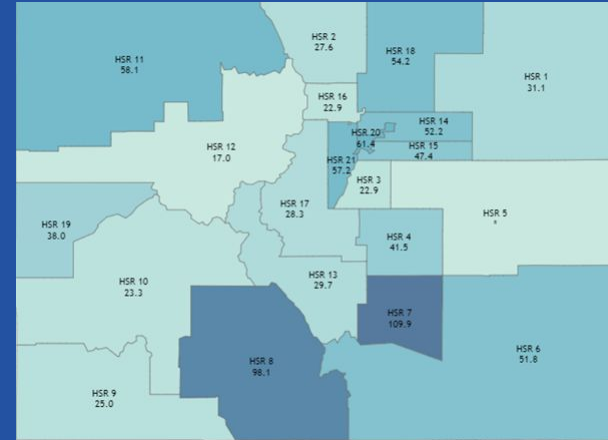 HSR 2
27.6
HSR 18
54.2
HSR 11
58.1
HSR 1
31.1
HSR 16
22.9
HSR 14
52.2
HSR 20
61.4
HSR 12
17.0
HSR 15
47.4
HSR 21
57.2
HSR 3
22.9
HSR 17
28.3
HSR 5
*
HSR 19
38.0
HSR 4
41.5
HSR 13
29.7
HSR 10
23.3
HSR 7
109.9
HSR 6
51.8
HSR 8
98.1
HSR 9
25.0